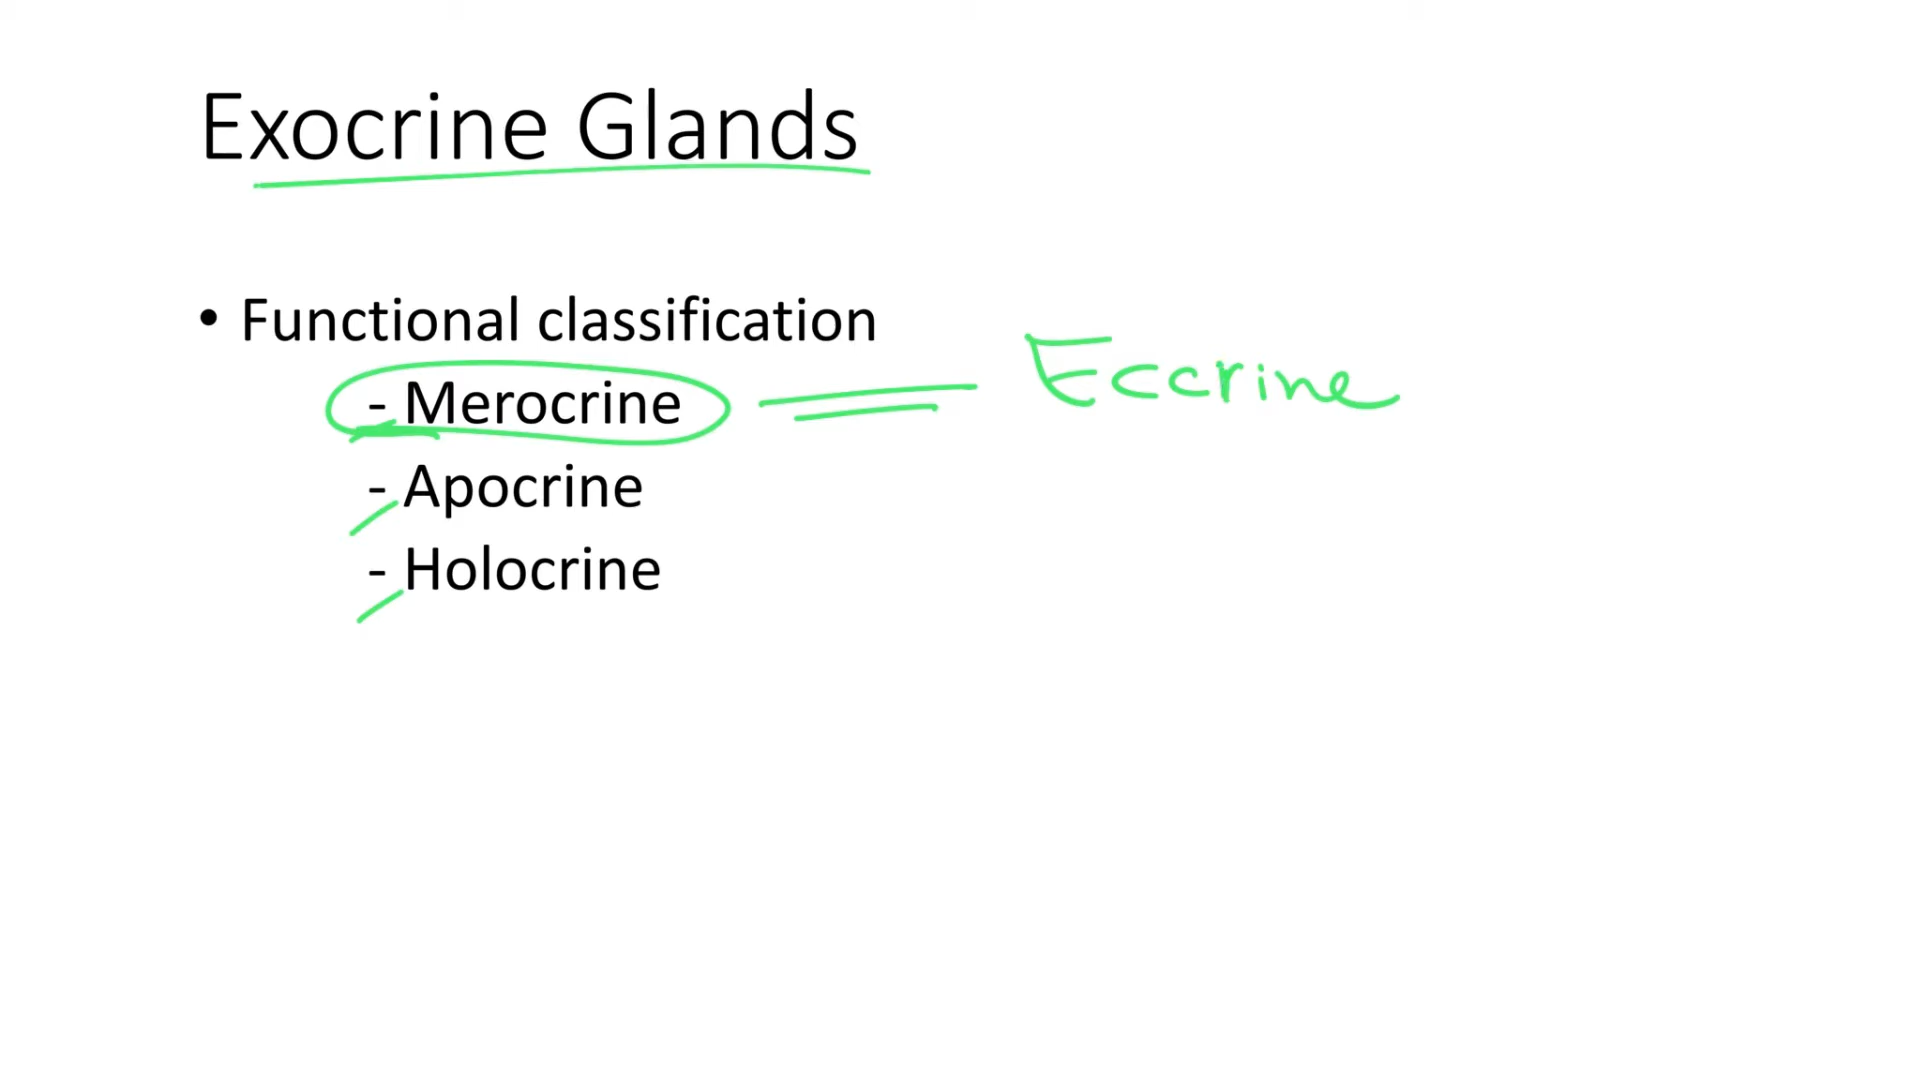 Exocrine Glands
• Functional classification
- Merocrine Eccrine
- Apocrine
- Holocrine